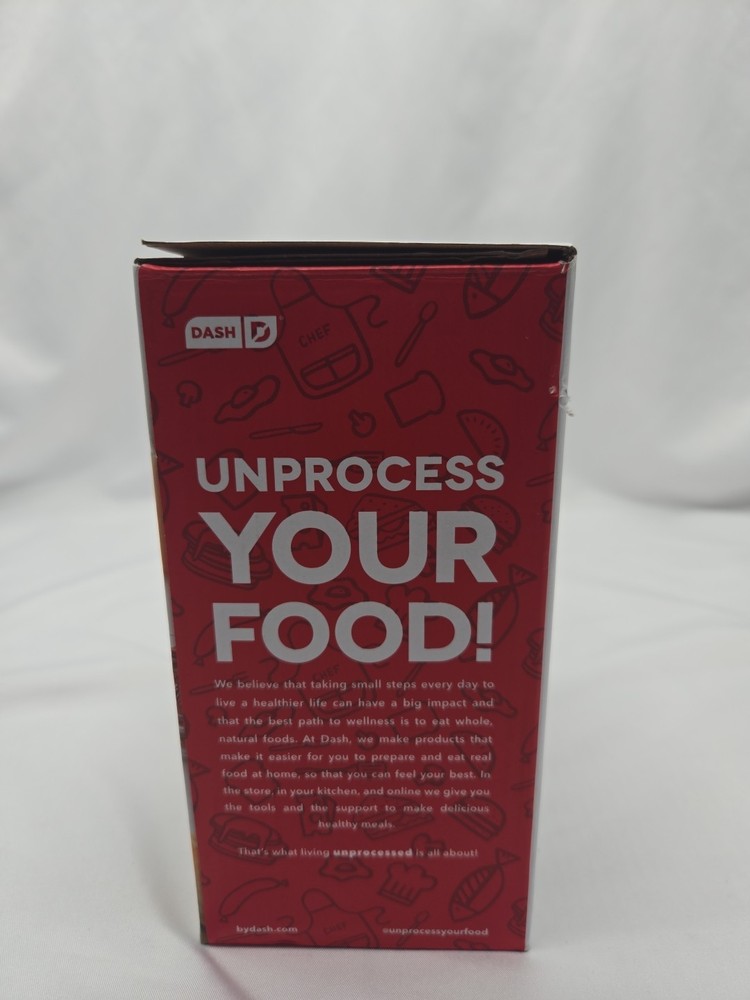 DASH D
CHEF
UNPROCESS
YOUR
FOOD!
We believe that taking small steps every day to
live a healthier life can have a big impact and
that the best path to wellness is to eat whole,
natural foods. At Dash, we make products that
make it easier for you to prepare and eat real
food at home, so that you can feel your best. In
the store, in your kitchen, and online we give you
the tools and the support to make delicious
healthy meals.
That's what living unprocessed is all about!
CHEF
bydash.com @unprocessyourfood